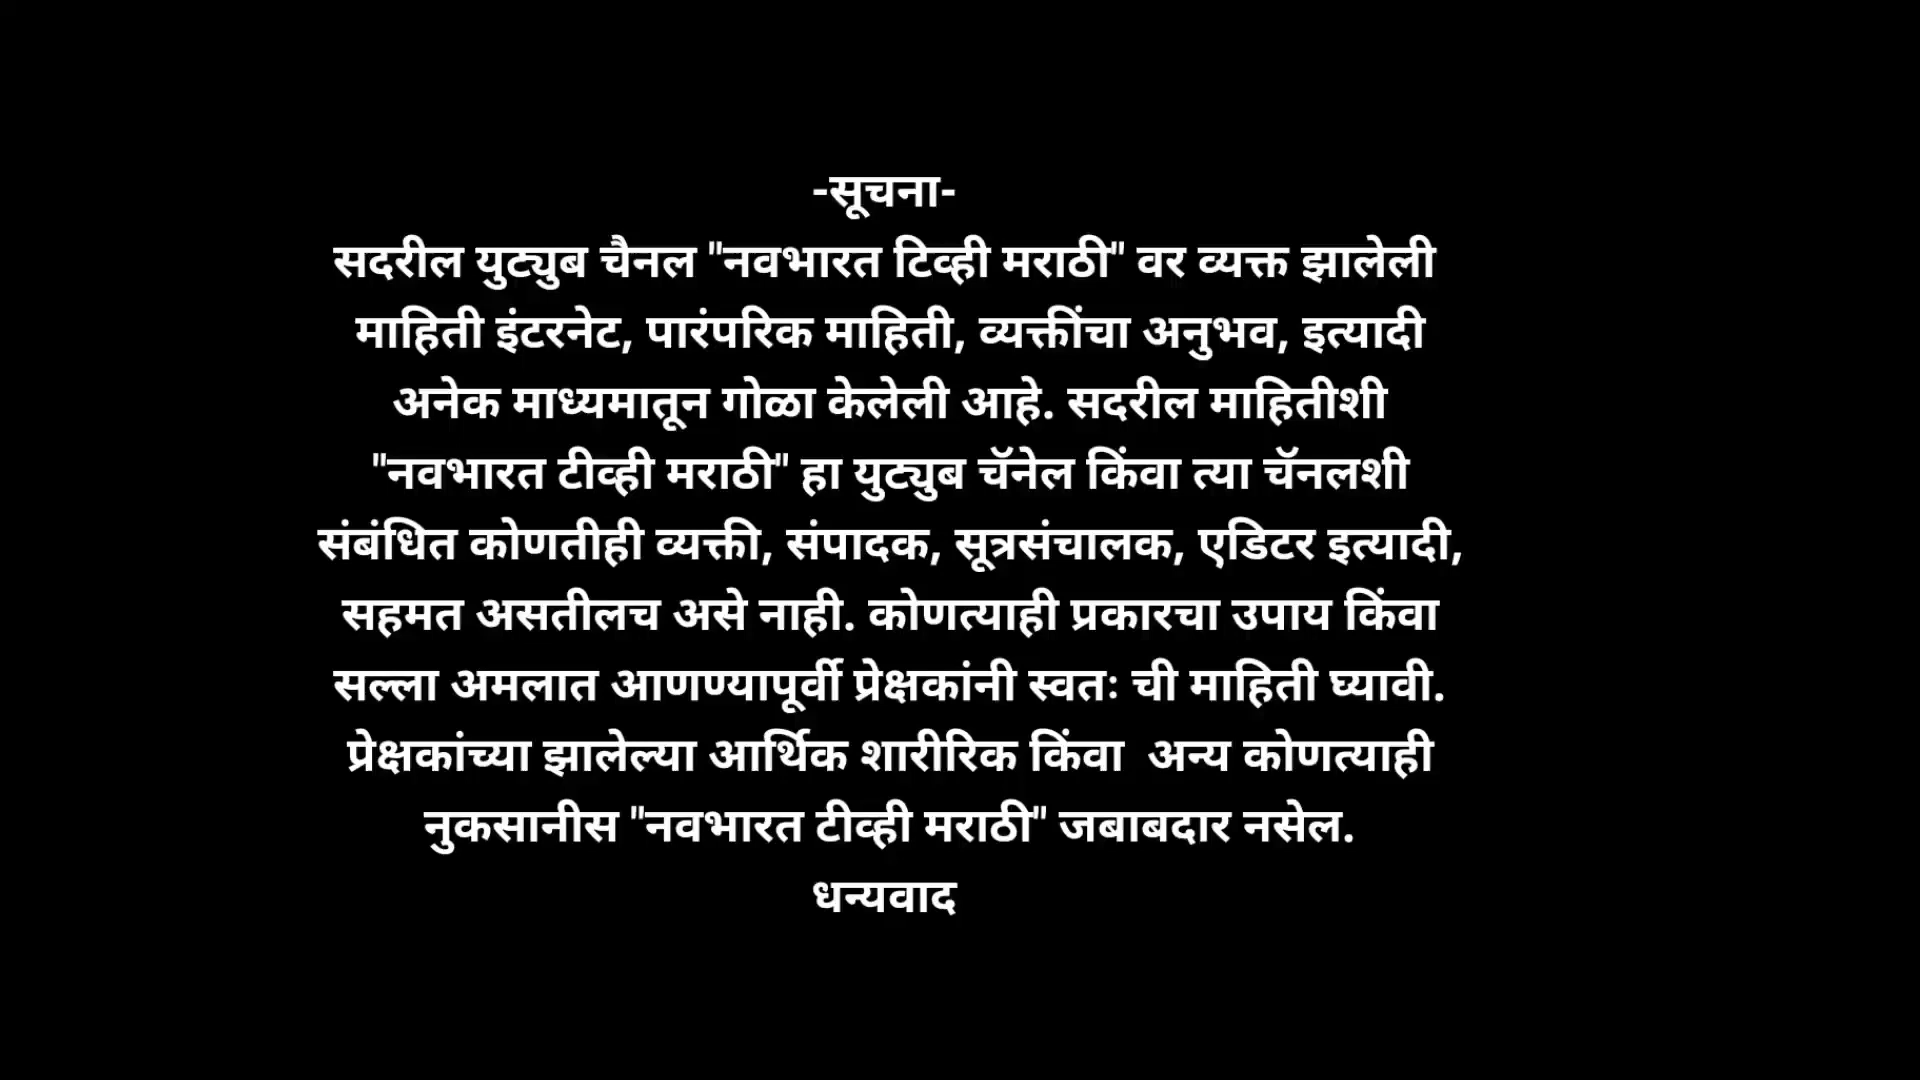 -सूचना-
सदरील युट्युब चैनल "नवभारत टिव्ही मराठी" वर व्यक्त झालेली
माहिती इंटरनेट, पारंपरिक माहिती, व्यक्तींचा अनुभव, इत्यादी
अनेक माध्यमातून गोळा केलेली आहे. सदरील माहितीशी
"नवभारत टीव्ही मराठी" हा युट्युब चॅनेल किंवा त्या चॅनलशी
संबंधित कोणतीही व्यक्ती, संपादक, सूत्रसंचालक, एडिटर इत्यादी,
सहमत असतीलच असे नाही. कोणत्याही प्रकारचा उपाय किंवा
सल्ला अमलात आणण्यापूर्वी प्रेक्षकांनी स्वतः ची माहिती घ्यावी.
प्रेक्षकांच्या झालेल्या आर्थिक शारीरिक किंवा  अन्य कोणत्याही
नुकसानीस "नवभारत टीव्ही मराठी" जबाबदार नसेल.
धन्यवाद